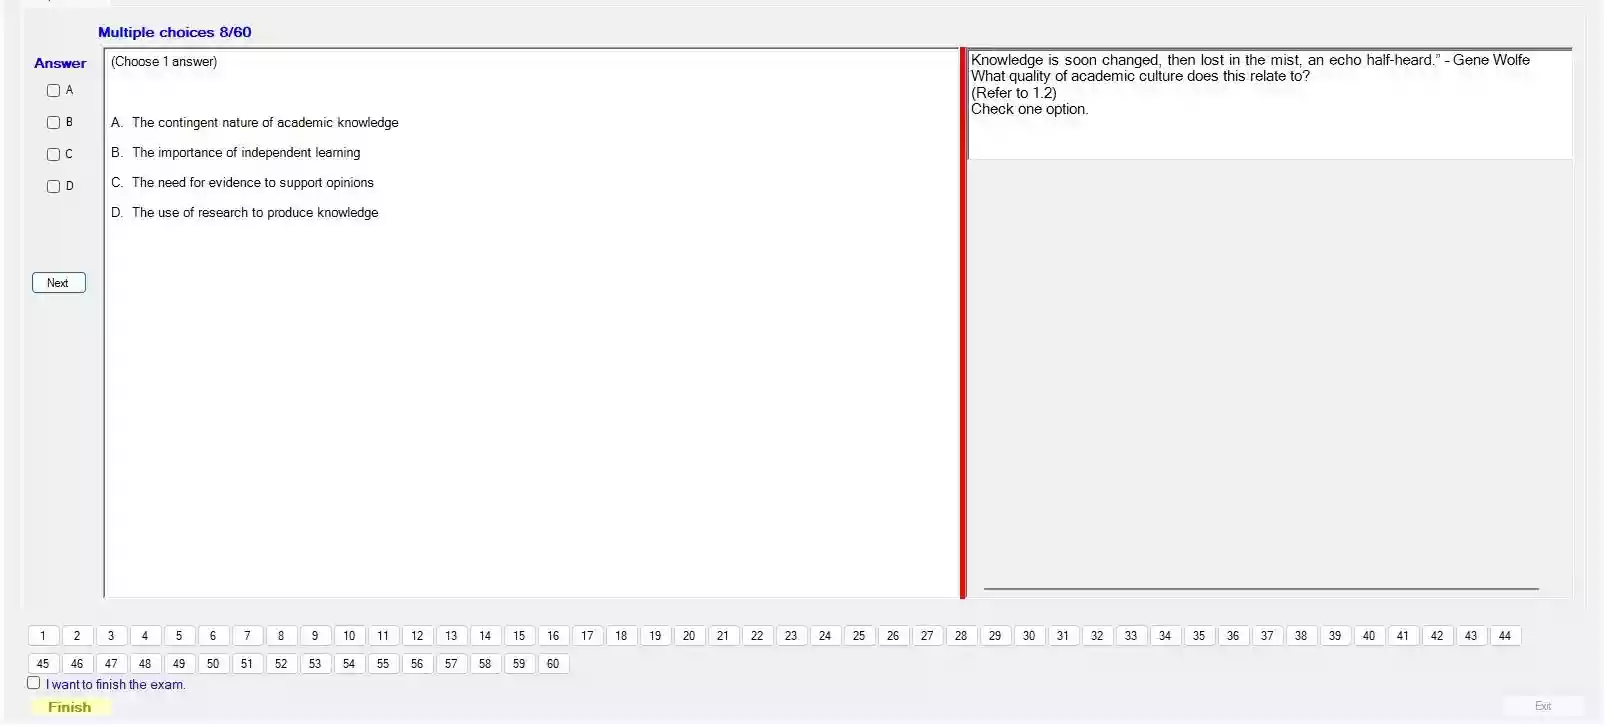 Multiple choices 8/60
Answer
A
B
C
D
Next
(Choose 1 answer)
A. The contingent nature of academic knowledge
B. The importance of independent learning
C. The need for evidence to support opinions
D. The use of research to produce knowledge
Knowledge is soon changed, then lost in the mist, an echo half-heard.” - Gene Wolfe
What quality of academic culture does this relate to?
(Refer to 1.2)
Check one option.
1 2 3 4 5 6 7 8 9 10 11 12 13 14 15 16 17 18 19 20 21 22 23 24 25 26 27 28 29 30 31 32 33 34 35 36 37 38 39 40 41 42 43 44
45 46 47 48 49 50 51 52 53 54 55 56 57 58 59 60
I want to finish the exam.
Finish
Exit